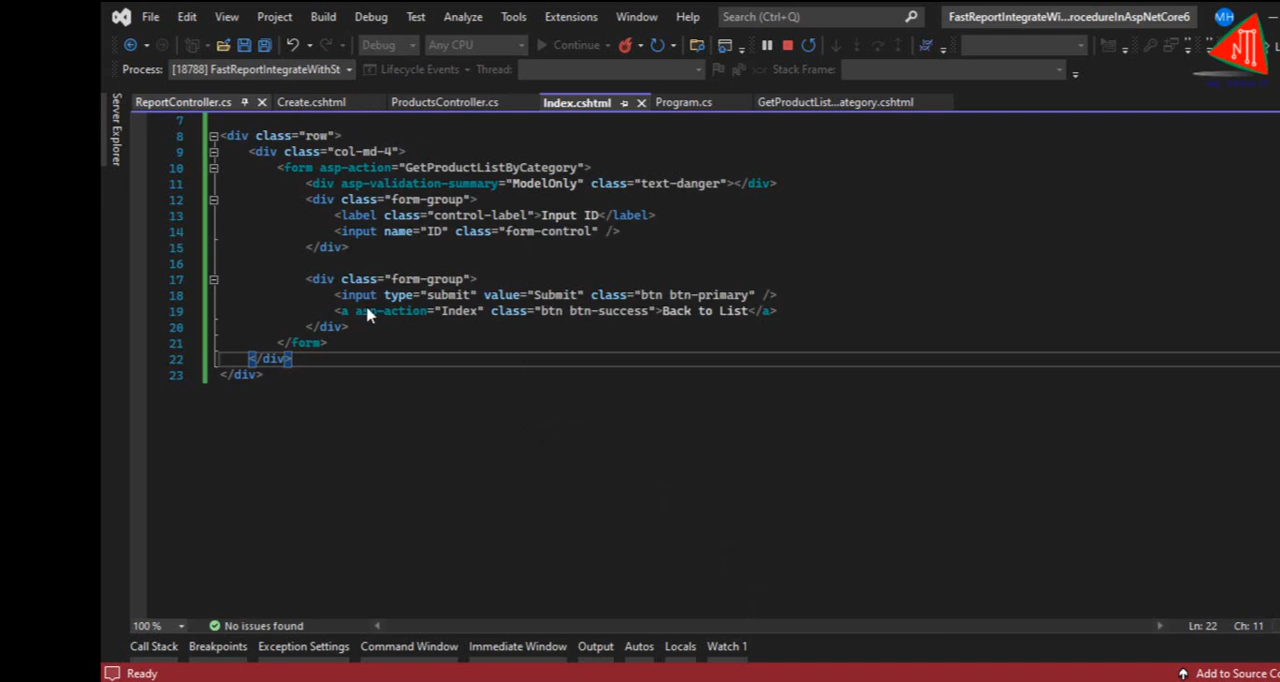 File Edit View Project Build Debug Test Analyze Tools Extensions Window Help Search (Ctrl+Q) FastReportIntegrateWi...rocedureInAspNetCore6 MH
Debug Any CPU Continue
Process: [18788] FastReportIntegrateWithSt Lifecycle Events Thread: Stack Frame:
ReportController.cs Create.cshtml ProductsController.cs Index.cshtml Program.cs GetProductList...ategory.cshtml
Server Explorer
7
8 <div class="row">
9 <div class="col-md-4">
10 <form asp-action="GetProductListByCategory">
11 <div asp-validation-summary="ModelOnly" class="text-danger"></div>
12 <div class="form-group">
13 <label class="control-label">Input ID</label>
14 <input name="ID" class="form-control" />
15 </div>
16
17 <div class="form-group">
18 <input type="submit" value="Submit" class="btn btn-primary" />
19 <a asp-action="Index" class="btn btn-success">Back to List</a>
20 </div>
21 </form>
22 </div>
23 </div>
100 % No issues found Ln: 22 Ch: 11
Call Stack Breakpoints Exception Settings Command Window Immediate Window Output Autos Locals Watch 1
Ready Add to Source Co